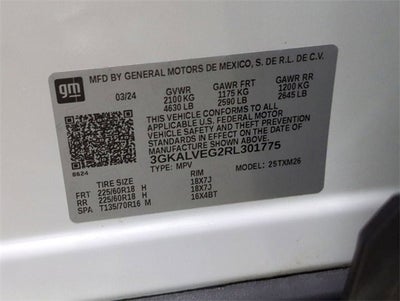 gm
MFD BY GENERAL MOTORS DE MEXICO, S. DE R.L. DE C.V.
03/24 GVWR GAWR FRT GAWR RR
2100 KG 1175 KG 1200 KG
4630 LB 2590 LB 2645 LB
THIS VEHICLE CONFORMS TO ALL APPLICABLE U.S. FEDERAL MOTOR
VEHICLE SAFETY AND THEFT PREVENTION STANDARDS IN EFFECT
ON THE DATE OF MANUFACTURE SHOWN ABOVE.
3GKALVEG2RL301775
6624 TYPE: MPV MODEL: 25TXM26
TIRE SIZE RIM
FRT 225/60R18 H 18X7J
RR 225/60R18 H 18X7J
SPA T135/70R16 M 16X4BT